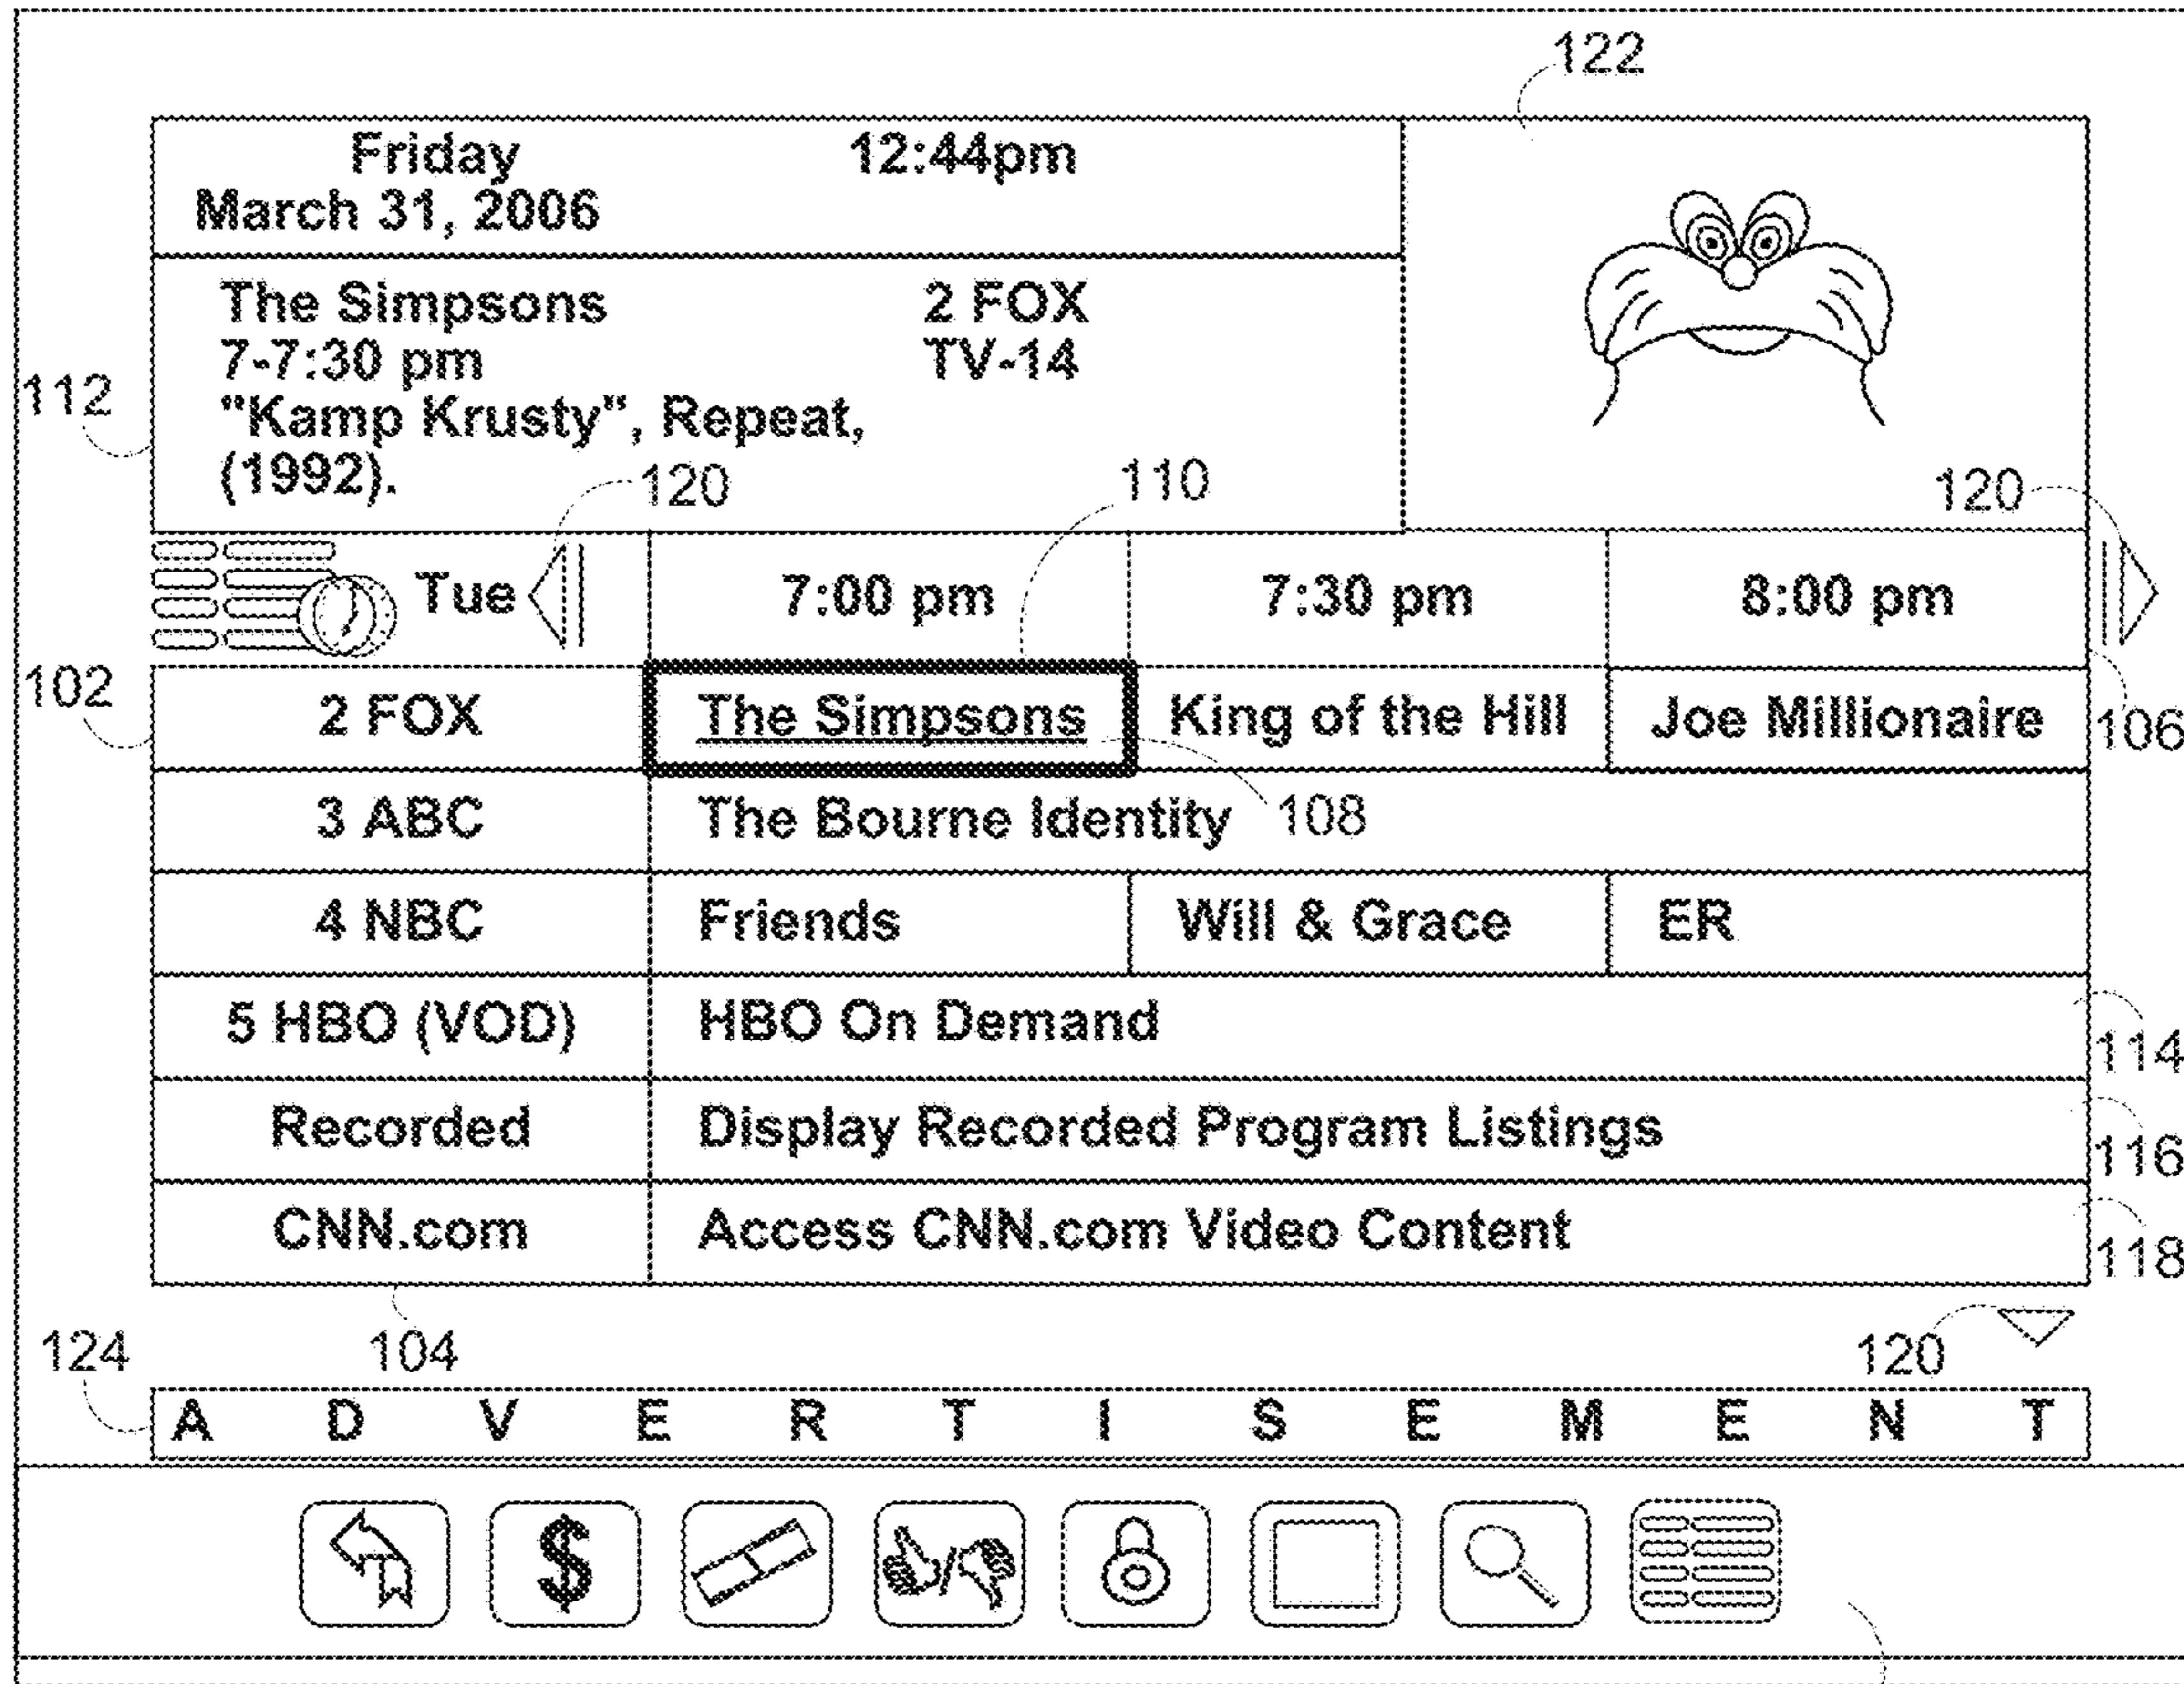 122
Friday 12:44pm
March 31, 2006
The Simpsons 2 FOX
7-7:30 pm TV-14
112
"Kamp Krusty", Repeat,
(1992).
120 110 120
Tue 7:00 pm 7:30 pm 8:00 pm
102
2 FOX The Simpsons King of the Hill Joe Millionaire
106
3 ABC The Bourne Identity 108
4 NBC Friends Will & Grace ER
5 HBO (VOD) HBO On Demand
114
Recorded Display Recorded Program Listings
116
CNN.com Access CNN.com Video Content
118
124 104 120
A D V E R T I S E M E N T
$